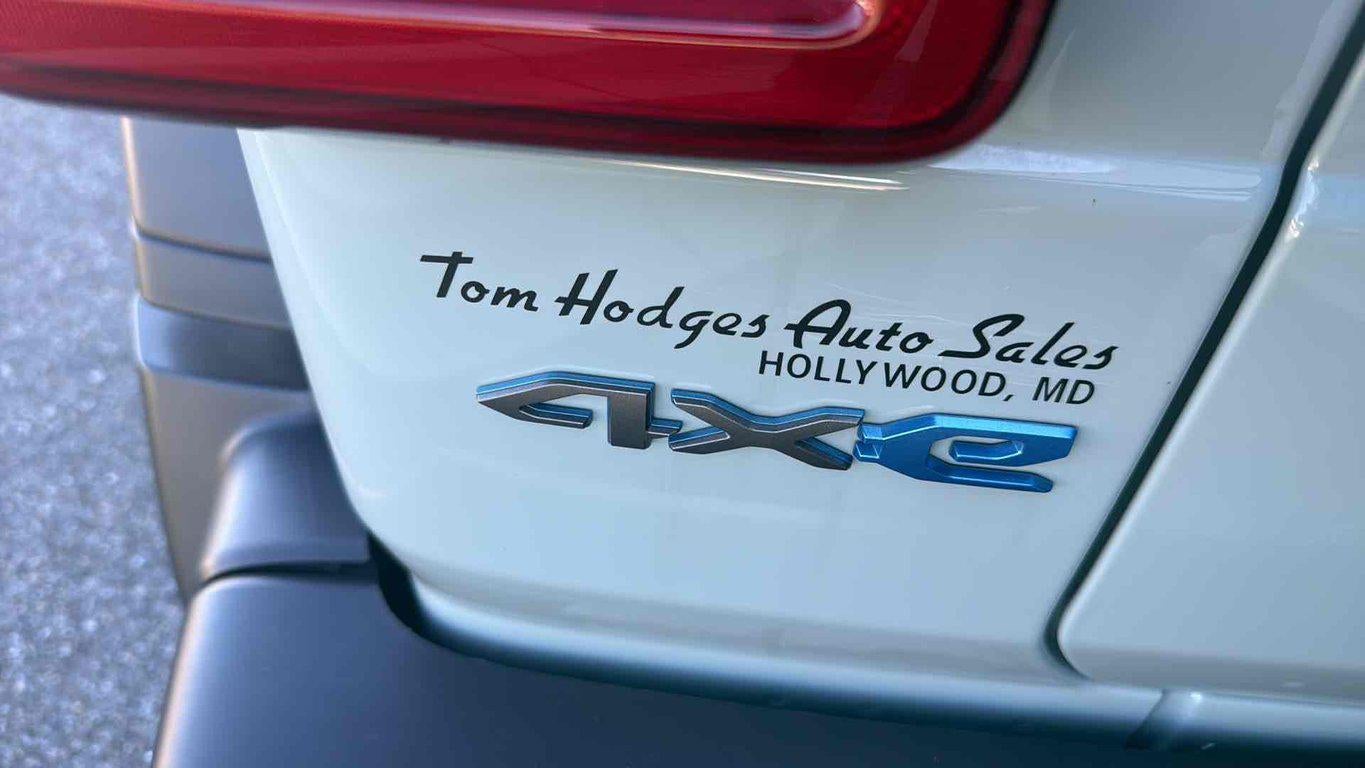 Tom Hodges Auto Sales
HOLLYWOOD, MD
4xe